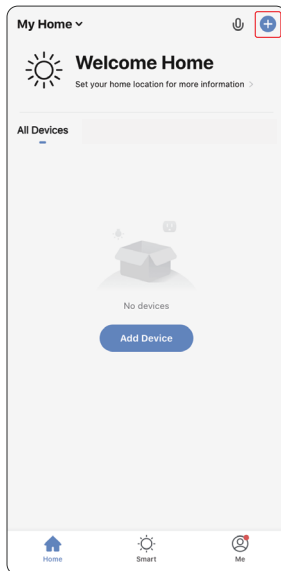 My Home
Welcome Home
Set your home location for more information
All Devices
No devices
Add Device
Home
Smart
Me